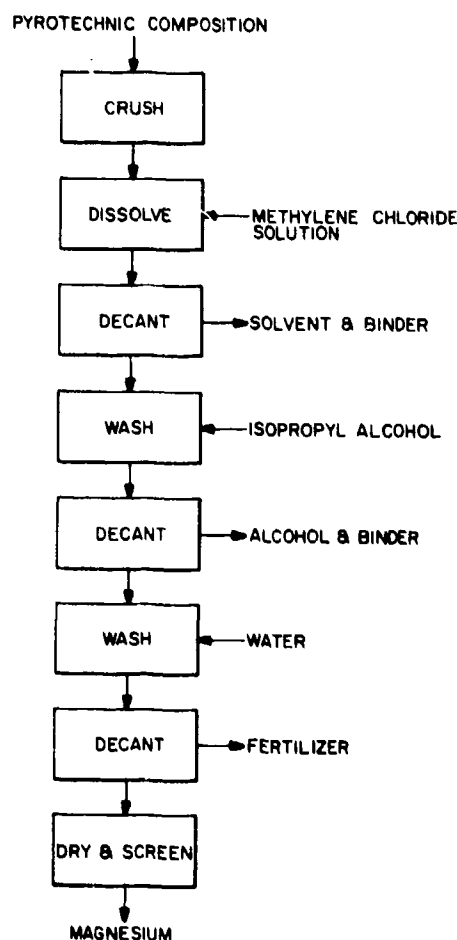 PYROTECHNIC COMPOSITION
CRUSH
DISSOLVE
METHYLENE CHLORIDE
SOLUTION
DECANT
SOLVENT & BINDER
WASH
ISOPROPYL ALCOHOL
DECANT
ALCOHOL & BINDER
WASH
WATER
DECANT
FERTILIZER
DRY & SCREEN
MAGNESIUM